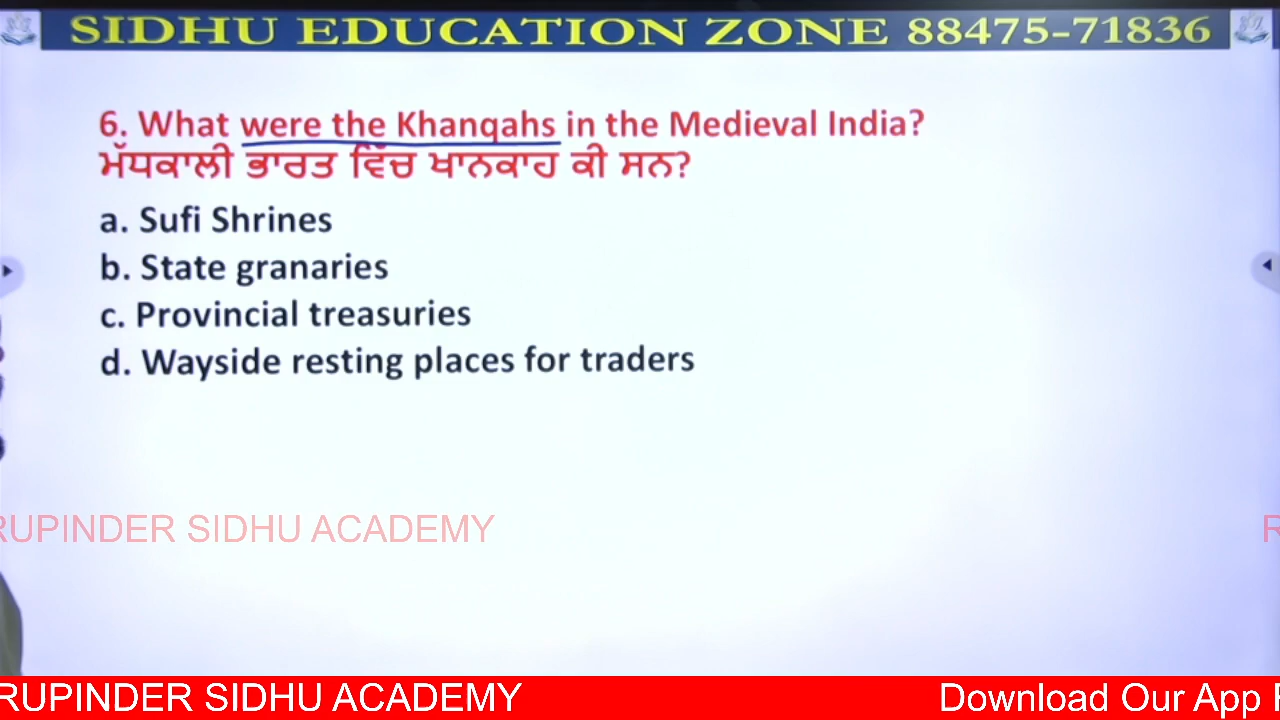 SIDHU EDUCATION ZONE 88475-71836
6. What were the Khanqahs in the Medieval India?
ਮੱਧਕਾਲੀ ਭਾਰਤ ਵਿੱਚ ਖਾਨਕਾਹ ਕੀ ਸਨ?
a. Sufi Shrines
b. State granaries
c. Provincial treasuries
d. Wayside resting places for traders
RUPINDER SIDHU ACADEMY
RUPINDER SIDHU ACADEMY
Download Our App